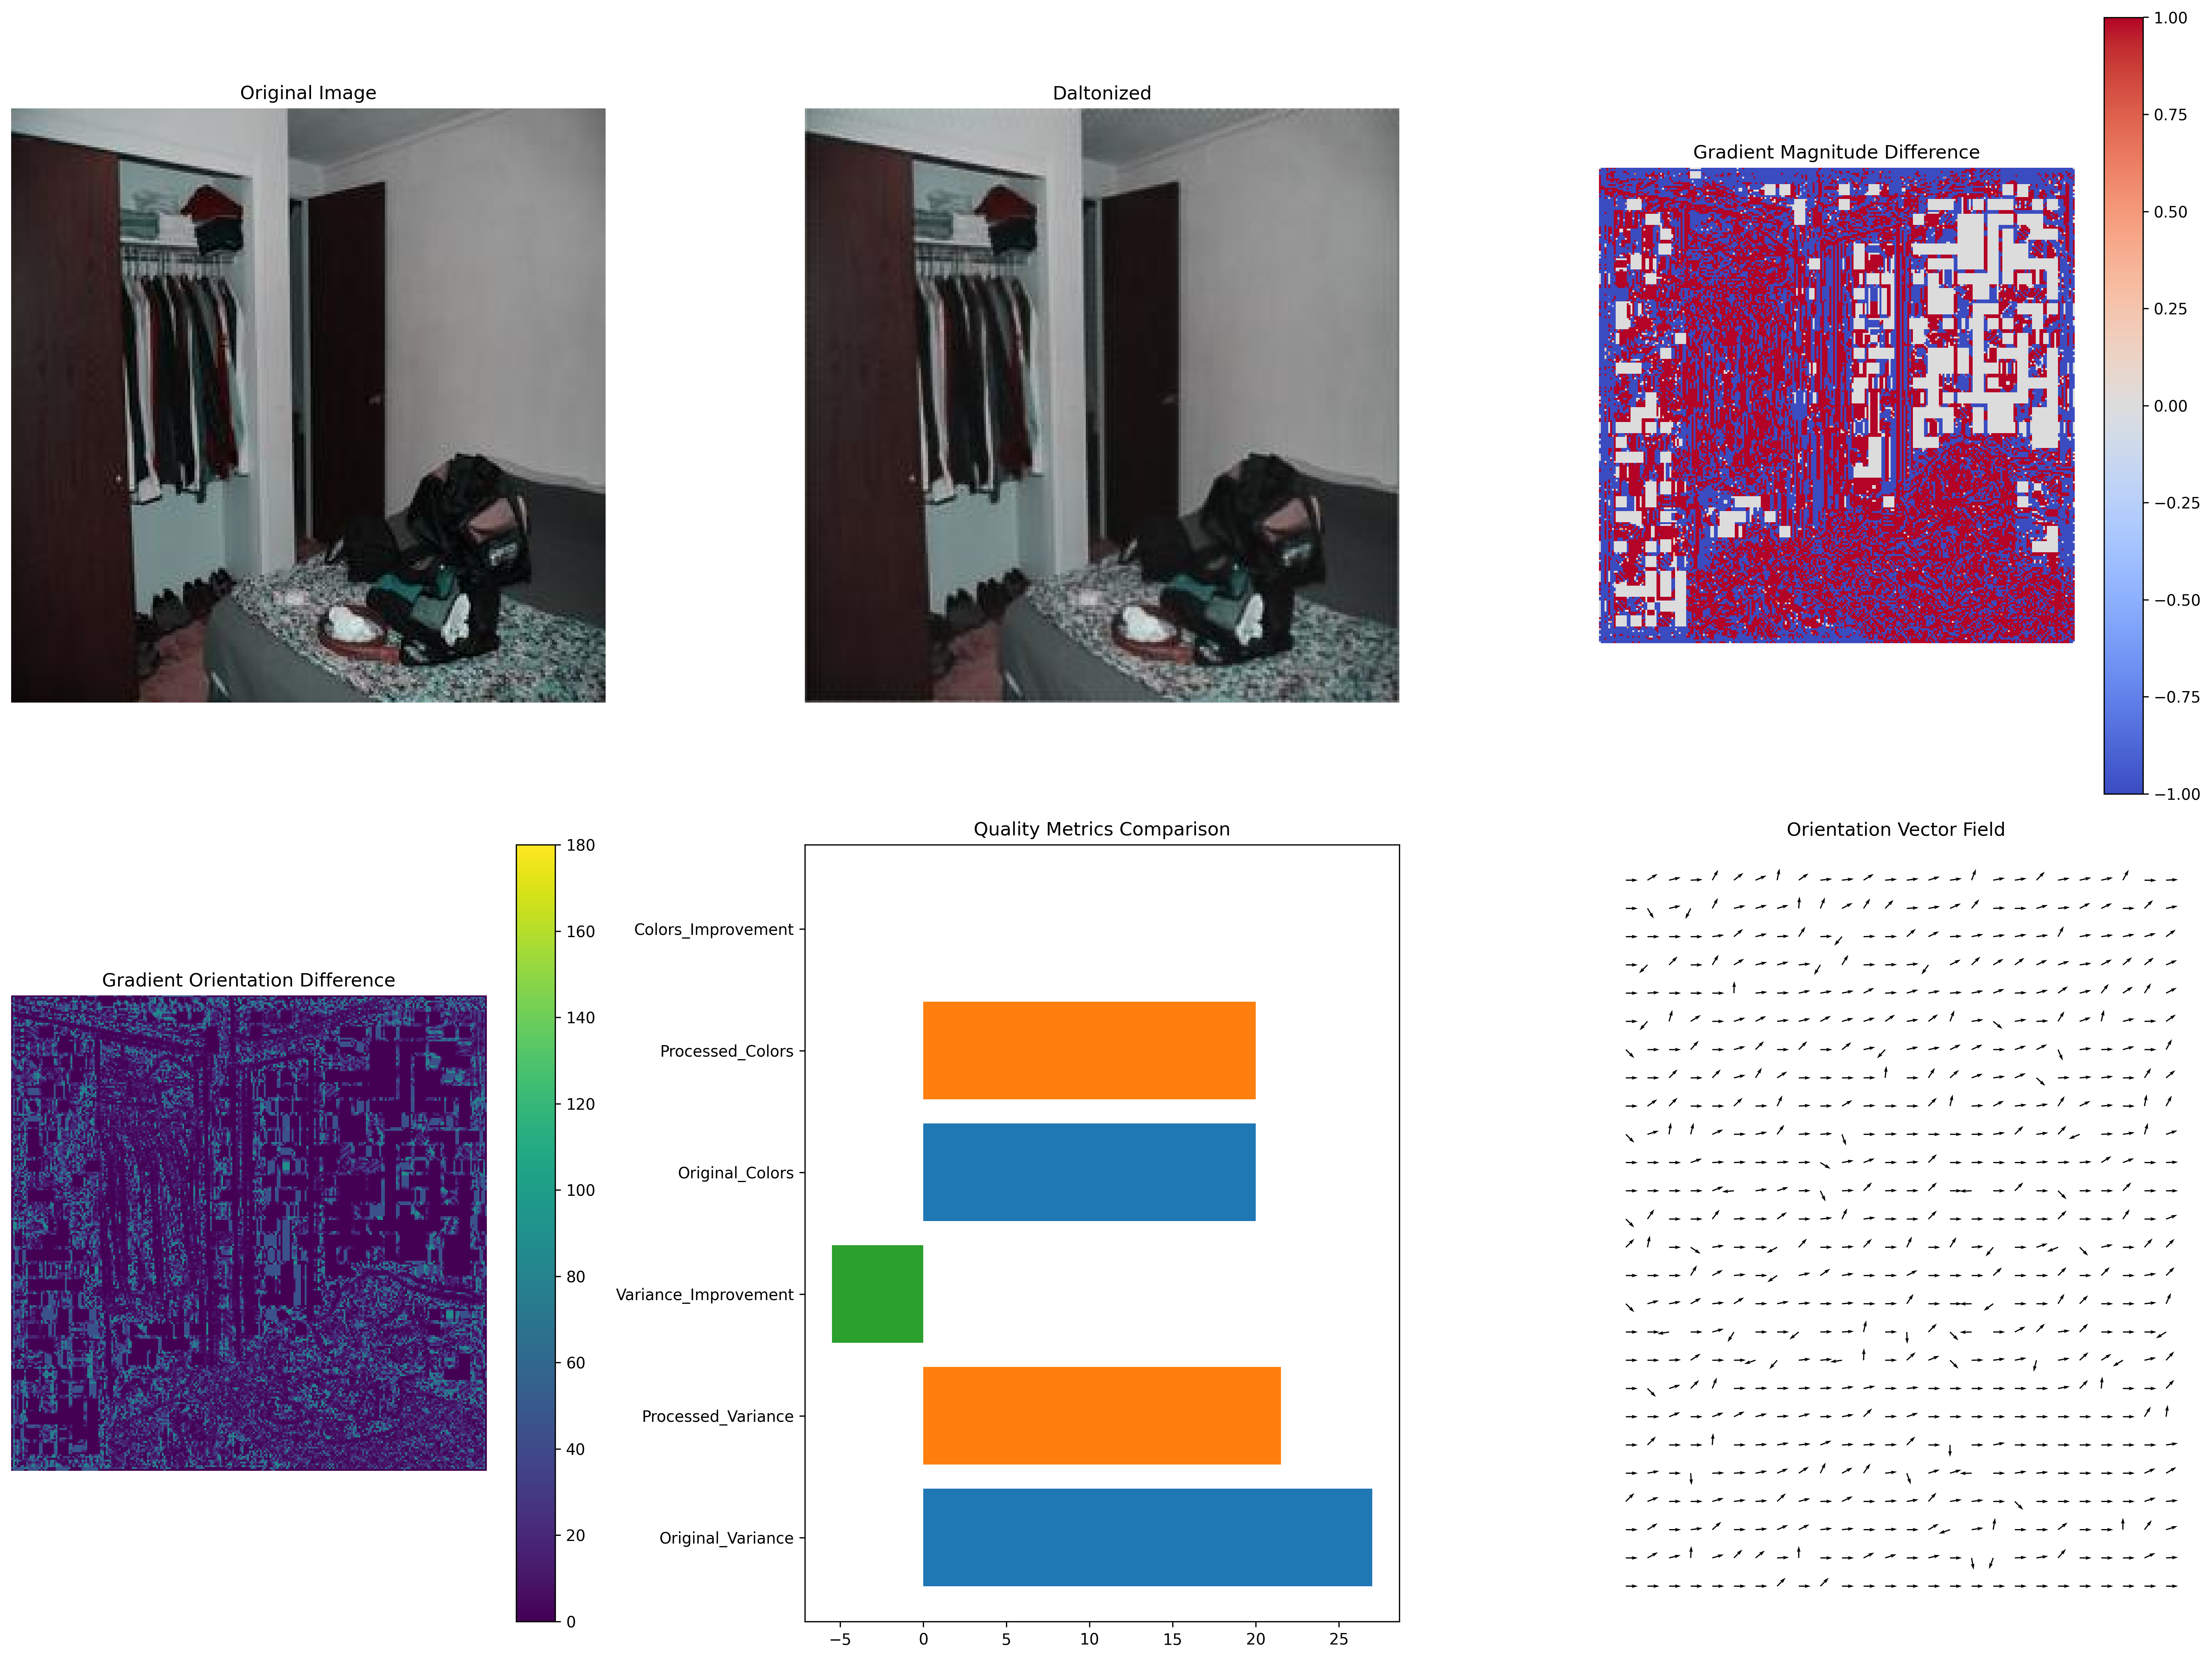 Original Image
Daltonized
Gradient Magnitude Difference
1.00
0.75
0.50
0.25
0.00
−0.25
−0.50
−0.75
−1.00
Gradient Orientation Difference
180
160
140
120
100
80
60
40
20
0
Quality Metrics Comparison
Colors_Improvement
Processed_Colors
Original_Colors
Variance_Improvement
Processed_Variance
Original_Variance
−5 0 5 10 15 20 25
Orientation Vector Field